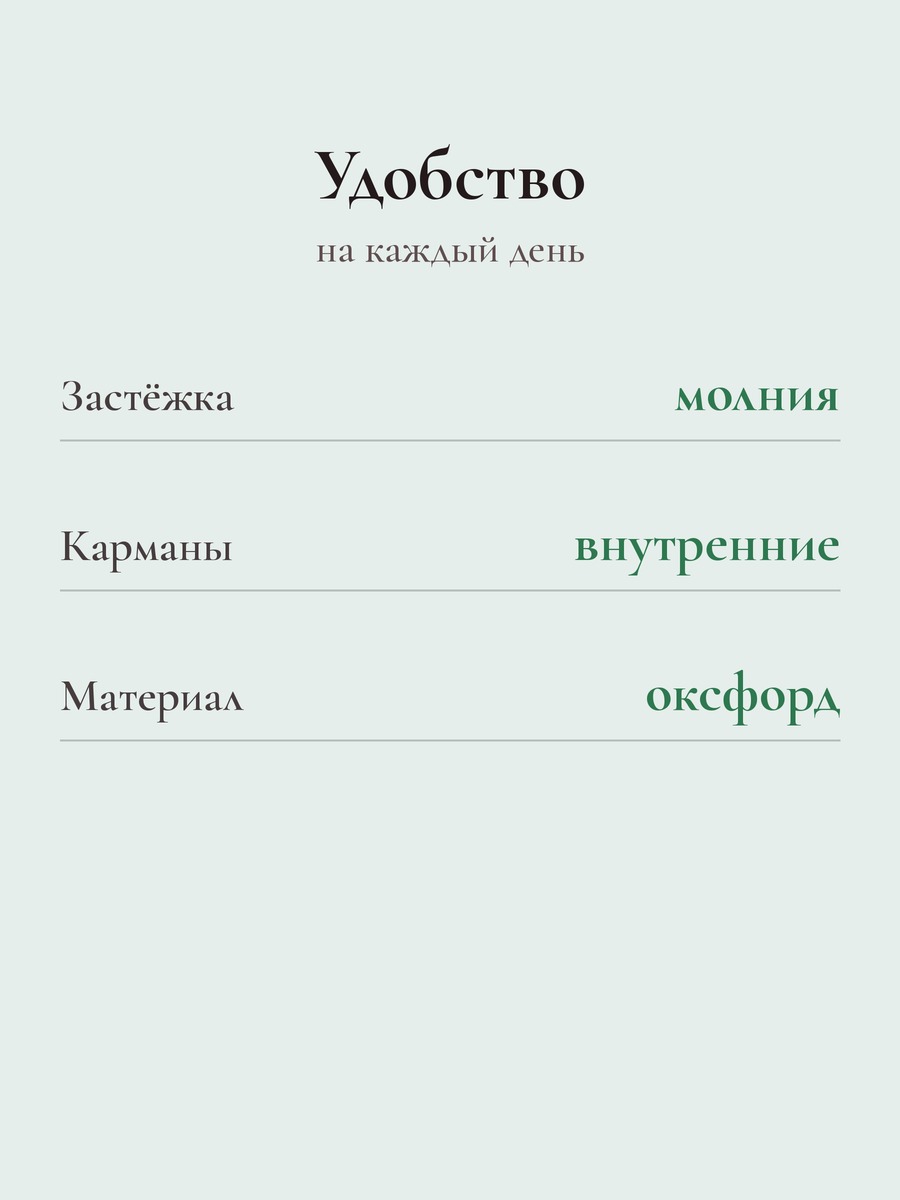 Удобство
на каждый день
Застёжка молния
Карманы внутренние
Материал оксфорд